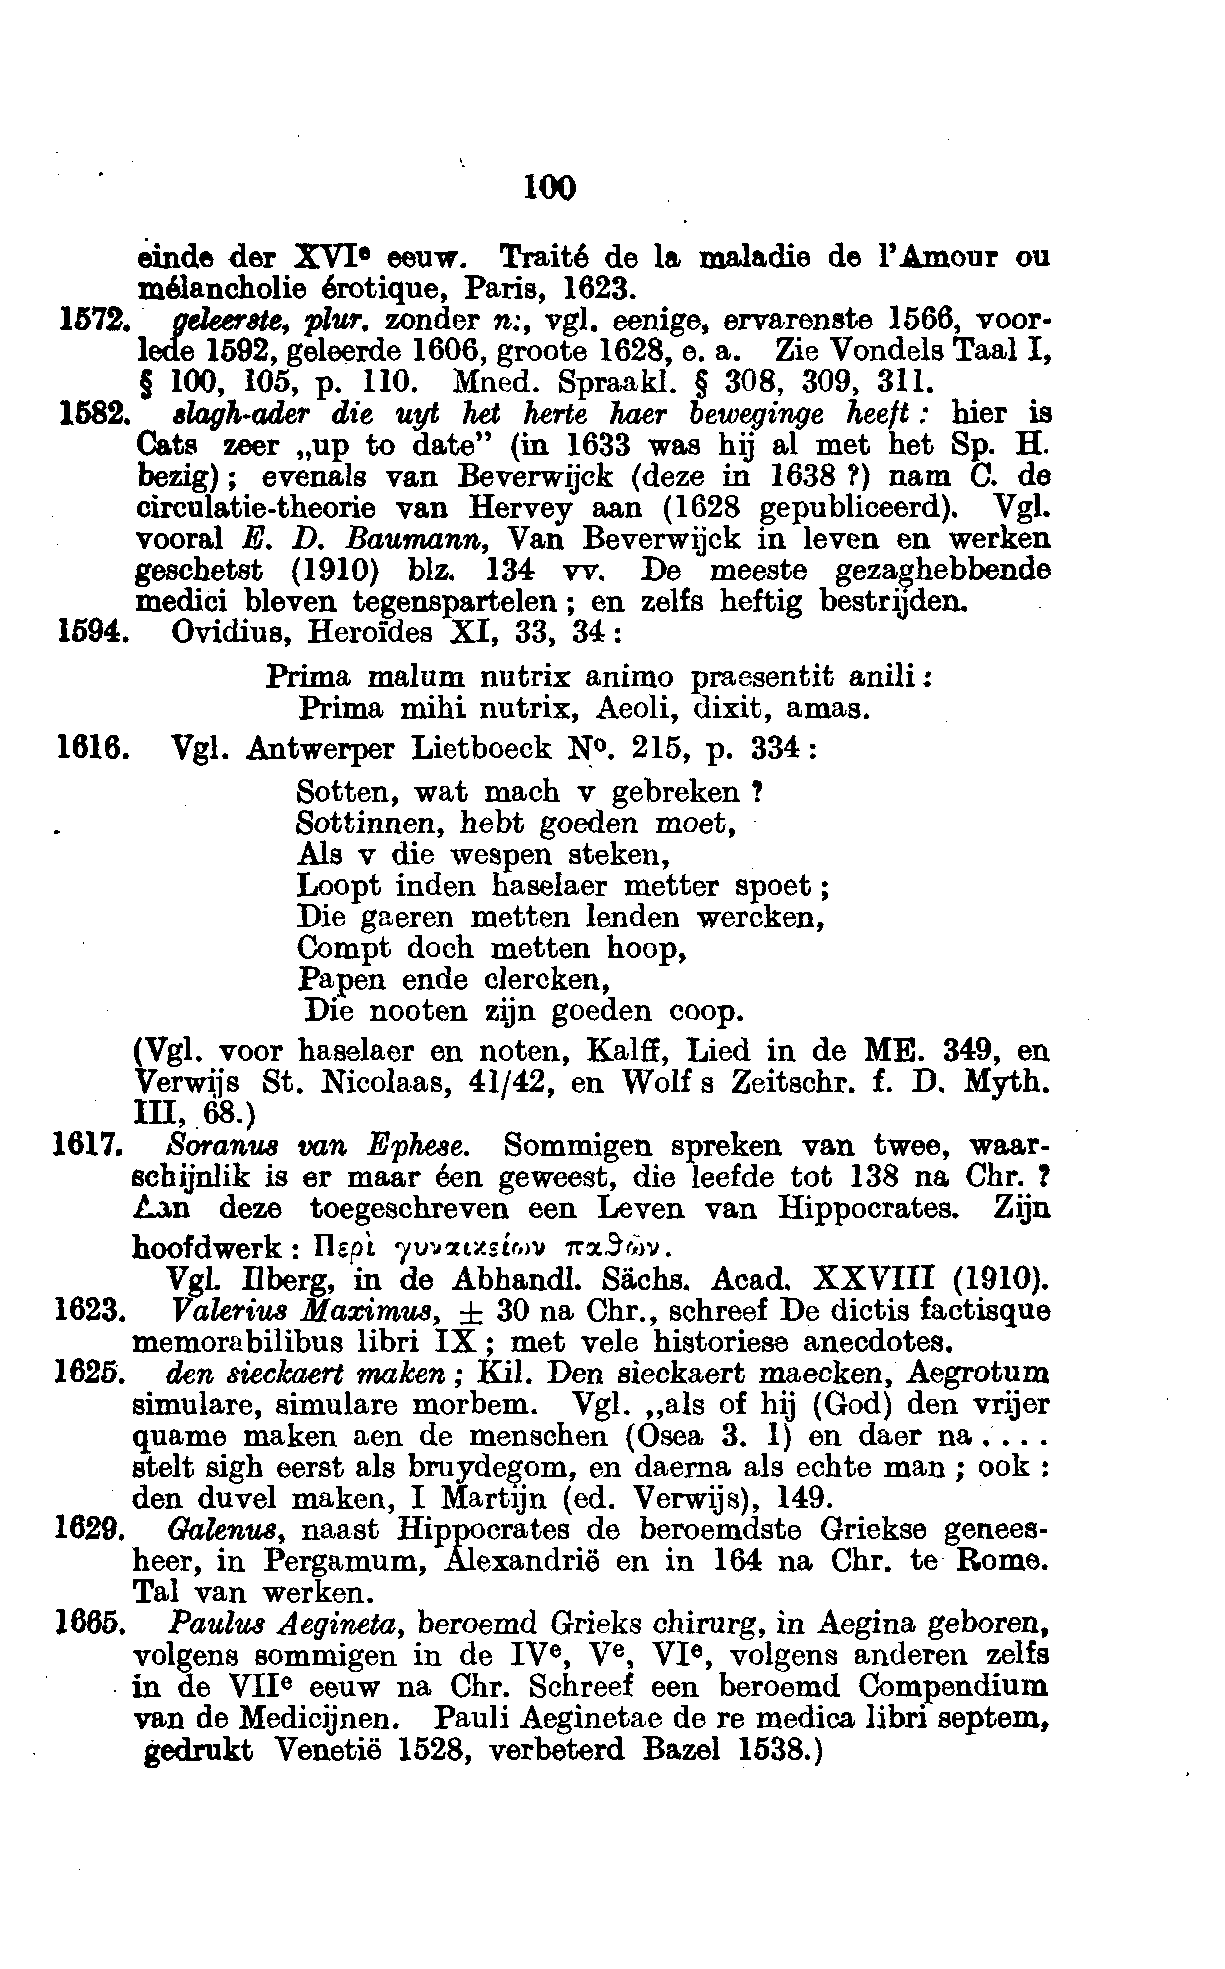 100
einde der XVIe eeuw. Traité de la maladie de l'Amour ou
mélancholie érotique, Paris, 1623.
1572. geleerste, plur. zonder n:, vgl. eenige, ervarenste 1566, voor-
lede 1592, geleerde 1606, groote 1628, e. a. Zie Vondels Taal I,
§ 100, 105, p. 110. Mned. Spraakl. § 308, 309, 311.
1582. slagh-ader die uyt het herte haer beweginge heeft : hier is
Cats zeer „up to date” (in 1633 was hij al met het Sp. H.
bezig) ; evenals van Beverwijck (deze in 1638 ?) nam C. de
circulatie-theorie van Hervey aan (1628 gepubliceerd). Vgl.
vooral E. D. Baumann, Van Beverwijck in leven en werken
geschetst (1910) blz. 134 vv. De meeste gezaghebbende
medici bleven tegenspartelen ; en zelfs heftig bestrijden.
1594. Ovidius, Heroïdes XI, 33, 34 :
Prima malum nutrix animo praesentit anili :
Prima mihi nutrix, Aeoli, dixit, amas.
1616. Vgl. Antwerper Lietboeck No. 215, p. 334 :
Sotten, wat mach v gebreken ?
Sottinnen, hebt goeden moet,
Als v die wespen steken,
Loopt inden haselaer metter spoet ;
Die gaeren metten lenden wercken,
Compt doch metten hoop,
Papen ende clercken,
Die nooten zijn goeden coop.
(Vgl. voor haselaer en noten, Kalff, Lied in de ME. 349, en
Verwijs St. Nicolaas, 41/42, en Wolf s Zeitschr. f. D. Myth.
III, 68.)
1617. Soranus van Ephese. Sommigen spreken van twee, waar-
schijnlik is er maar éen geweest, die leefde tot 138 na Chr. ?
Aan deze toegeschreven een Leven van Hippocrates. Zijn
hoofdwerk : Περὶ γυναικείων παθῶν.
Vgl. Ilberg, in de Abhandl. Sächs. Acad. XXVIII (1910).
1623. Valerius Maximus, ± 30 na Chr., schreef De dictis factisque
memorabilibus libri IX ; met vele historiese anecdotes.
1625. den sieckaert maken ; Kil. Den sieckaert maecken, Aegrotum
simulare, simulare morbem. Vgl. „als of hij (God) den vrijer
quame maken aen de menschen (Osea 3. 1) en daer na . . . .
stelt sigh eerst als bruydegom, en daerna als echte man ; ook :
den duvel maken, I Martijn (ed. Verwijs), 149.
1629. Galenus, naast Hippocrates de beroemdste Griekse genees-
heer, in Pergamum, Alexandrië en in 164 na Chr. te Rome.
Tal van werken.
1665. Paulus Aegineta, beroemd Grieks chirurg, in Aegina geboren,
volgens sommigen in de IVe, Ve, VIe, volgens anderen zelfs
in de VIIe eeuw na Chr. Schreef een beroemd Compendium
van de Medicijnen. Pauli Aeginetae de re medica libri septem,
gedrukt Venetië 1528, verbeterd Bazel 1538.)